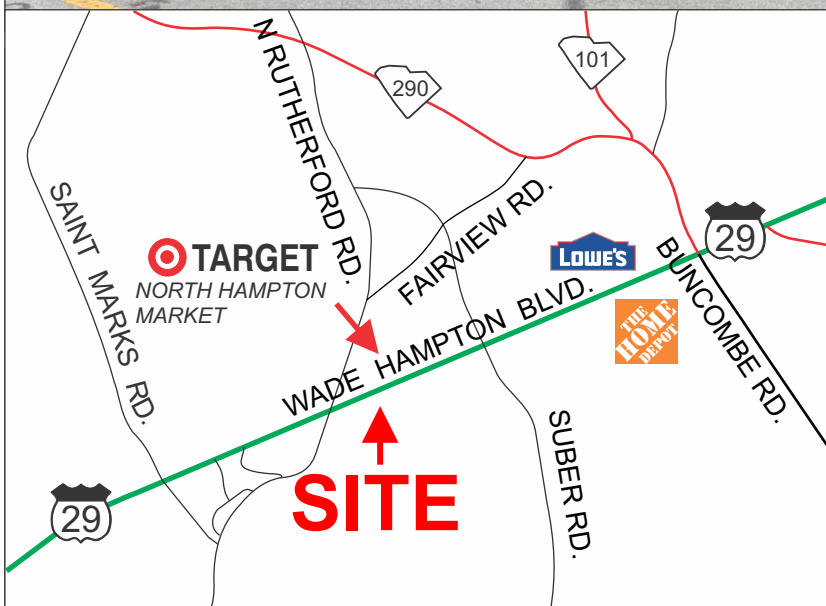 N RUTHERFORD RD.
290
101
SAINT MARKS RD.
TARGET
NORTH HAMPTON
MARKET
FAIRVIEW RD.
LOWE'S
29
BUNCOMBE RD.
THE
HOME
DEPOT
WADE HAMPTON BLVD.
SUBER RD.
SITE
29